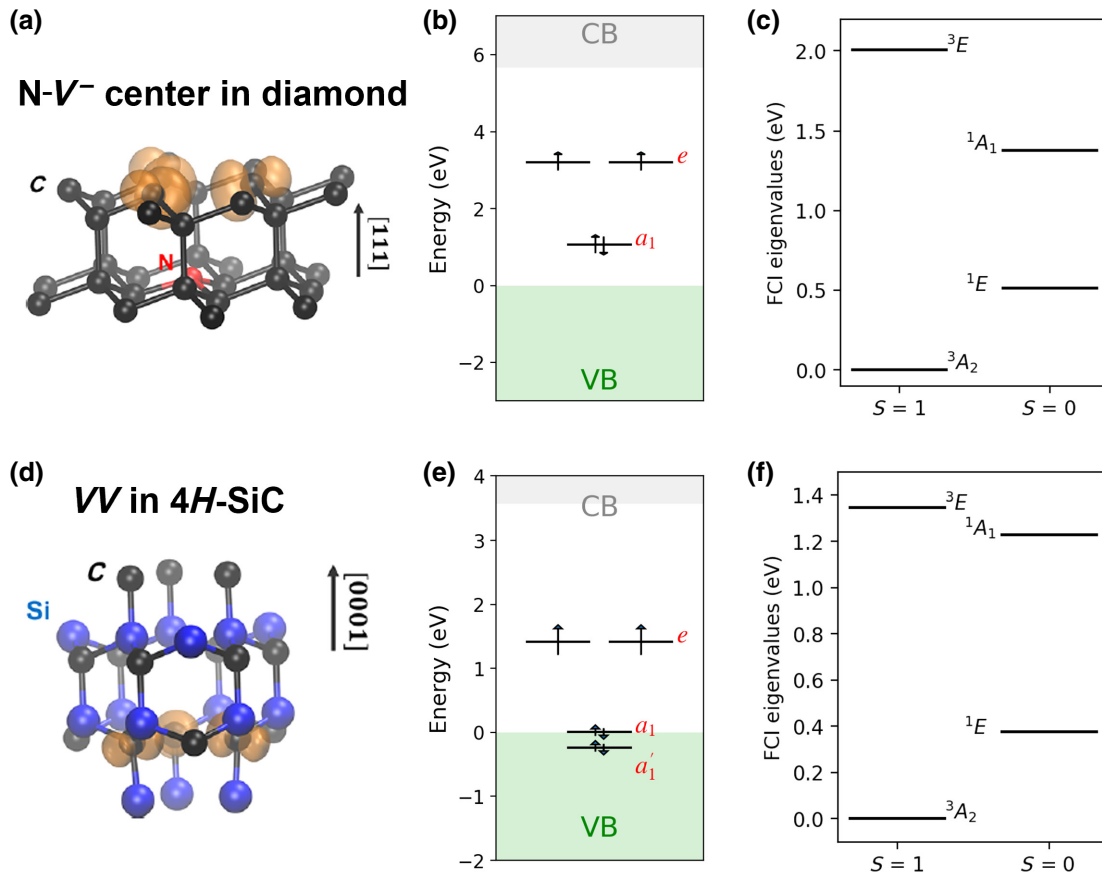 (a)
N-V⁻ center in diamond
C
N
[111]
(b)
Energy (eV)
6
4
2
0
−2
CB
e
a₁
VB
(c)
FCI eigenvalues (eV)
2.0
1.5
1.0
0.5
0.0
³E
¹A₁
¹E
³A₂
S = 1
S = 0
(d)
VV in 4H-SiC
C
Si
[0001]
(e)
Energy (eV)
4
3
2
1
0
−1
−2
CB
e
a₁
a₁′
VB
(f)
FCI eigenvalues (eV)
1.4
1.2
1.0
0.8
0.6
0.4
0.2
0.0
³E
¹A₁
¹E
³A₂
S = 1
S = 0